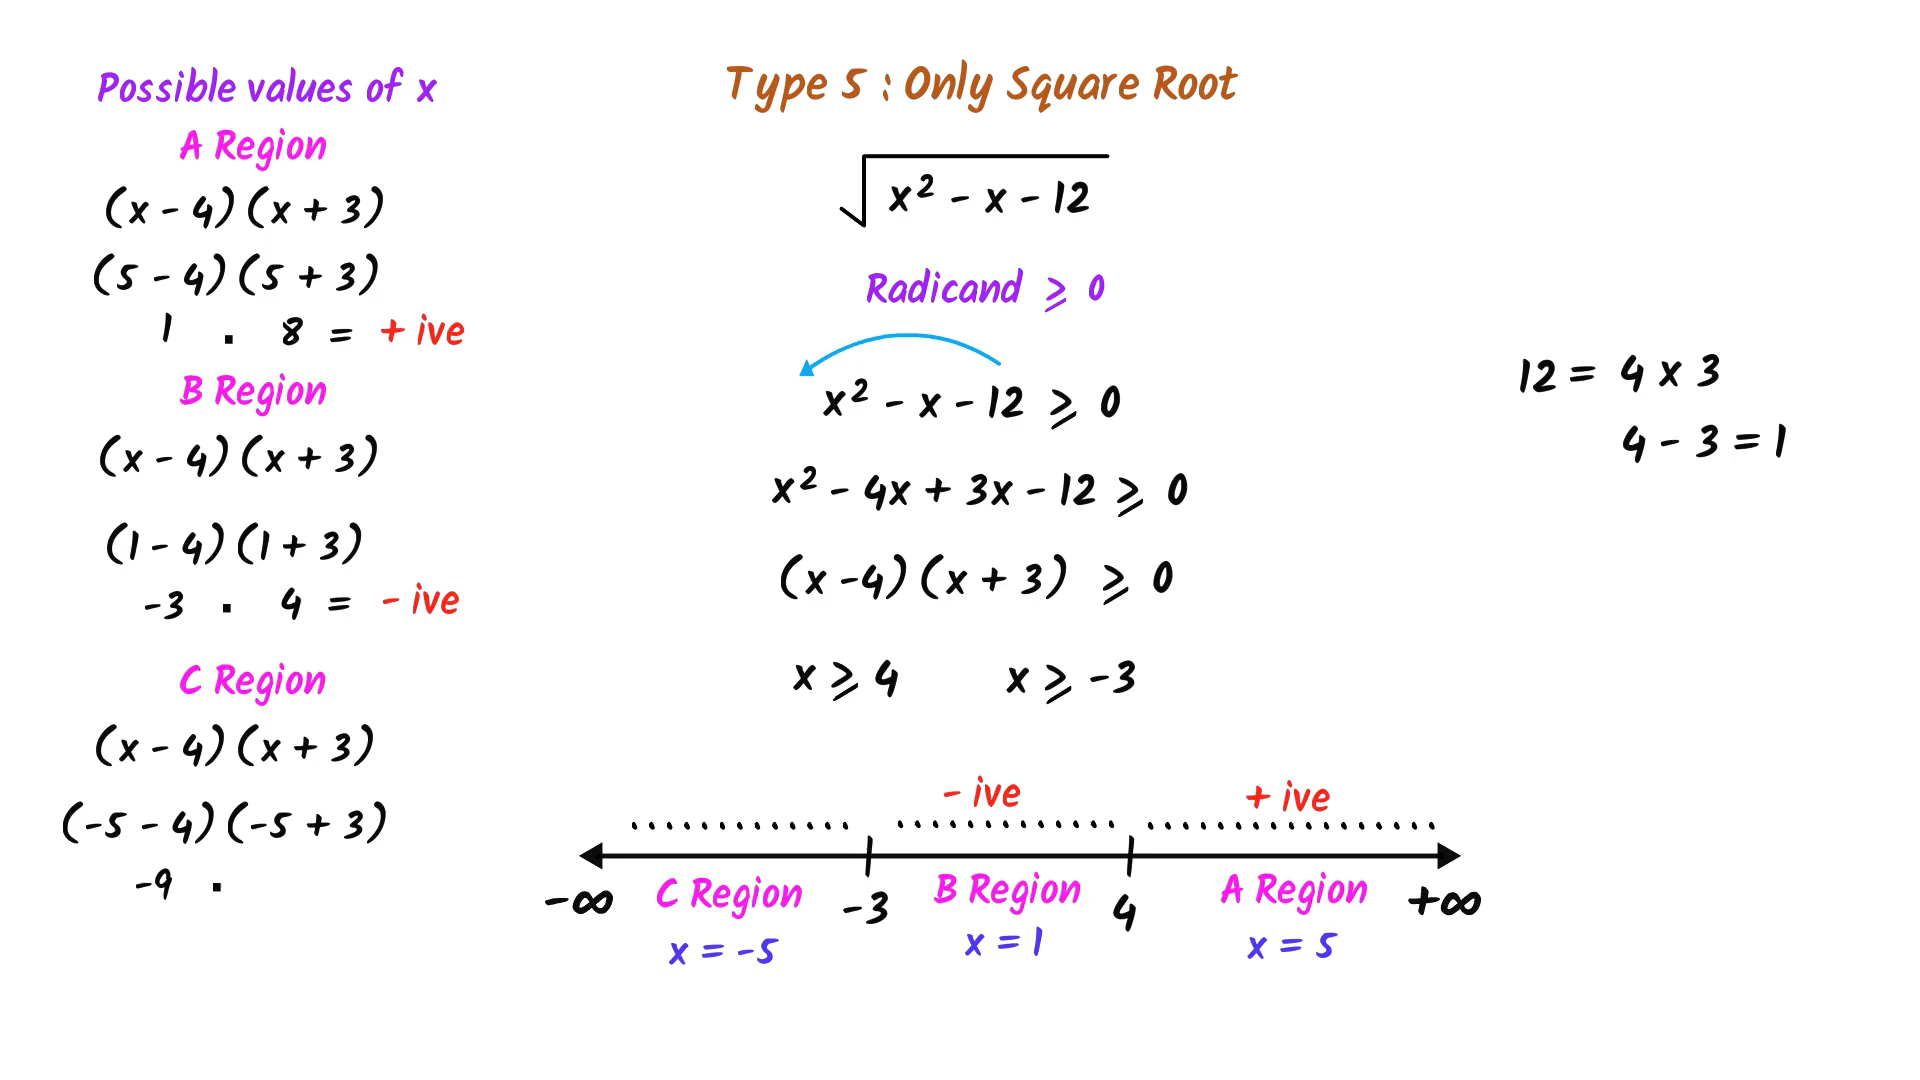 Possible values of x
A Region
(x - 4)(x + 3)
(5 - 4)(5 + 3)
1 . 8 = + ive
B Region
(x - 4)(x + 3)
(1 - 4)(1 + 3)
-3 . 4 = - ive
C Region
(x - 4)(x + 3)
(-5 - 4)(-5 + 3)
-9 .
Type 5 : Only Square Root
√(x² - x - 12)
Radicand ⩾ 0
x² - x - 12 ⩾ 0
x² - 4x + 3x - 12 ⩾ 0
(x -4)(x + 3) ⩾ 0
x ⩾ 4 x ⩾ -3
- ive + ive
-∞ C Region -3 B Region 4 A Region +∞
x = -5 x = 1 x = 5
12 = 4 x 3
4 - 3 = 1